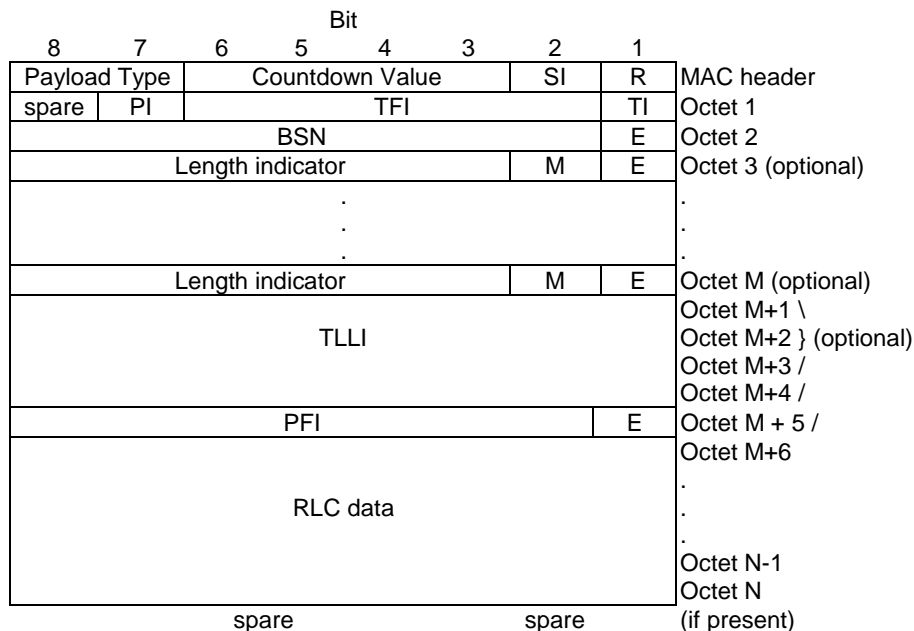 Bit
8 7 6 5 4 3 2 1
Payload Type Countdown Value SI R MAC header
spare PI TFI TI Octet 1
BSN E Octet 2
Length indicator M E Octet 3 (optional)
. .
. .
. .
Length indicator M E Octet M (optional)
Octet M+1 \
TLLI Octet M+2 } (optional)
Octet M+3 /
Octet M+4 /
PFI E Octet M + 5 /
Octet M+6
.
RLC data .
.
Octet N-1
Octet N
spare spare (if present)